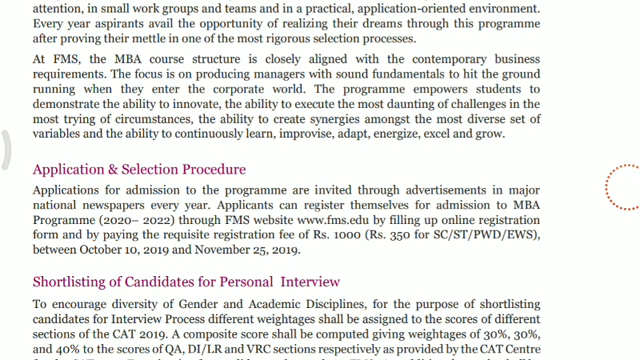 attention, in small work groups and teams and in a practical, application-oriented environment.
Every year aspirants avail the opportunity of realizing their dreams through this programme
after proving their mettle in one of the most rigorous selection processes.
At FMS, the MBA course structure is closely aligned with the contemporary business
requirements. The focus is on producing managers with sound fundamentals to hit the ground
running when they enter the corporate world. The programme empowers students to
demonstrate the ability to innovate, the ability to execute the most daunting of challenges in the
most trying of circumstances, the ability to create synergies amongst the most diverse set of
variables and the ability to continuously learn, improvise, adapt, energize, excel and grow.
Application & Selection Procedure
Applications for admission to the programme are invited through advertisements in major
national newspapers every year. Applicants can register themselves for admission to MBA
Programme (2020– 2022) through FMS website www.fms.edu by filling up online registration
form and by paying the requisite registration fee of Rs. 1000 (Rs. 350 for SC/ST/PWD/EWS),
between October 10, 2019 and November 25, 2019.
Shortlisting of Candidates for Personal Interview
To encourage diversity of Gender and Academic Disciplines, for the purpose of shortlisting
candidates for Interview Process different weightages shall be assigned to the scores of different
sections of the CAT 2019. A composite score shall be computed giving weightages of 30%, 30%,
and 40% to the scores of QA, DI/LR and VRC sections respectively as provided by the CAT Centre